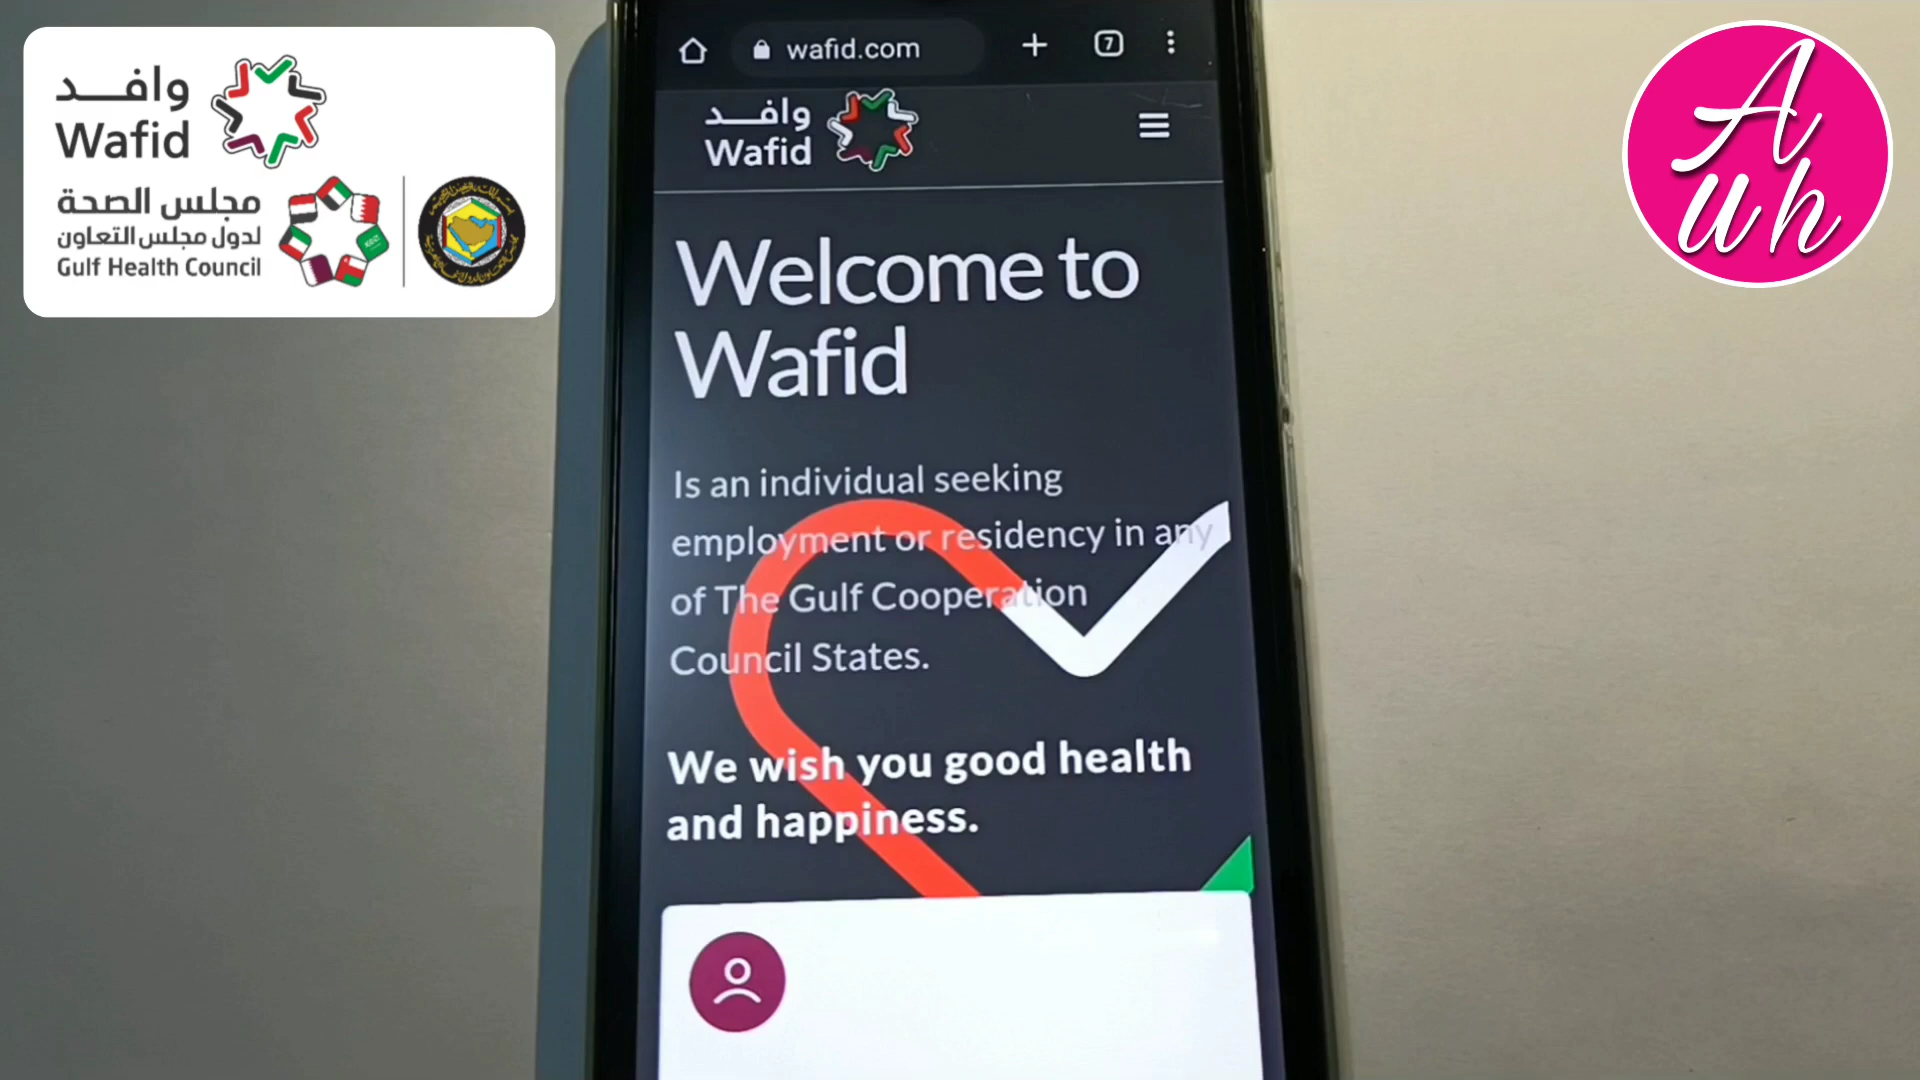 وافد
Wafid
مجلس الصحة
لدول مجلس التعاون
Gulf Health Council
wafid.com
7
وافد
Wafid
Welcome to
Wafid
Is an individual seeking
employment or residency in any
of The Gulf Cooperation
Council States.
We wish you good health
and happiness.
A
uh